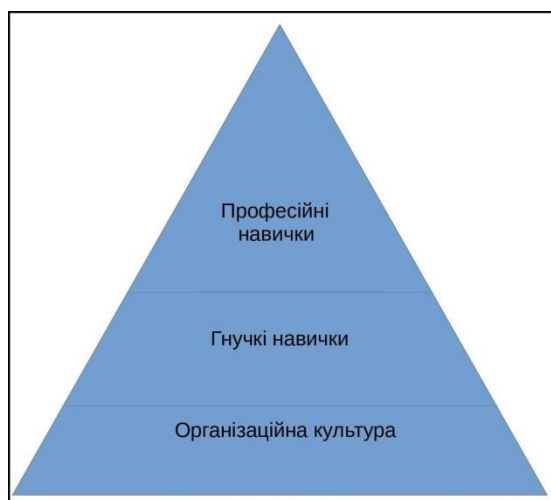 Професійні
навички
Гнучкі навички
Організаційна культура